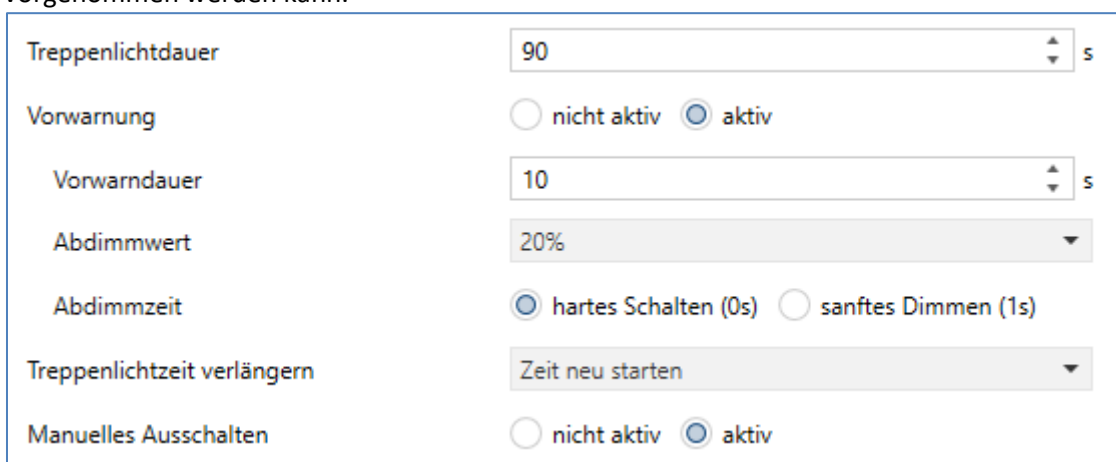 vorgenommen werden kann.
Treppenlichtdauer 90 s
Vorwarnung nicht aktiv aktiv
Vorwarndauer 10 s
Abdimmwert 20%
Abdimmzeit hartes Schalten (0s) sanftes Dimmen (1s)
Treppenlichtzeit verlängern Zeit neu starten
Manuelles Ausschalten nicht aktiv aktiv